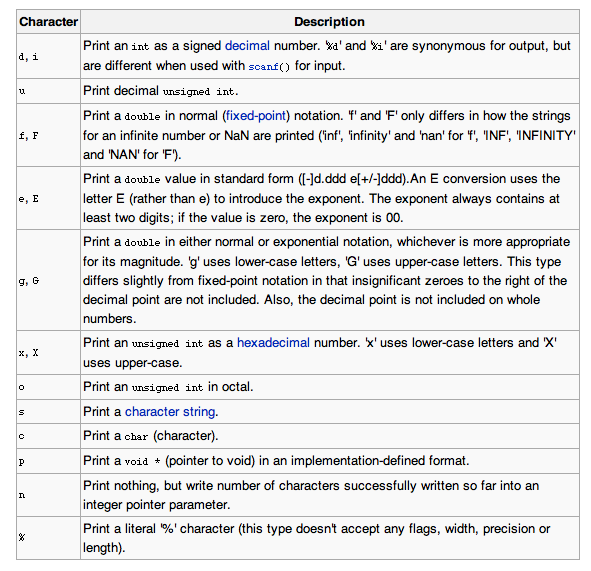 Character Description
d, i
Print an int as a signed decimal number. '%d' and '%i' are synonymous for output, but
are different when used with scanf() for input.
u
Print decimal unsigned int.
f, F
Print a double in normal (fixed-point) notation. 'f' and 'F' only differs in how the strings
for an infinite number or NaN are printed ('inf', 'infinity' and 'nan' for 'f', 'INF', 'INFINITY'
and 'NAN' for 'F').
e, E
Print a double value in standard form ([-]d.ddd e[+/-]ddd).An E conversion uses the
letter E (rather than e) to introduce the exponent. The exponent always contains at
least two digits; if the value is zero, the exponent is 00.
g, G
Print a double in either normal or exponential notation, whichever is more appropriate
for its magnitude. 'g' uses lower-case letters, 'G' uses upper-case letters. This type
differs slightly from fixed-point notation in that insignificant zeroes to the right of the
decimal point are not included. Also, the decimal point is not included on whole
numbers.
x, X
Print an unsigned int as a hexadecimal number. 'x' uses lower-case letters and 'X'
uses upper-case.
o
Print an unsigned int in octal.
s
Print a character string.
c
Print a char (character).
p
Print a void * (pointer to void) in an implementation-defined format.
n
Print nothing, but write number of characters successfully written so far into an
integer pointer parameter.
%
Print a literal '%' character (this type doesn't accept any flags, width, precision or
length).